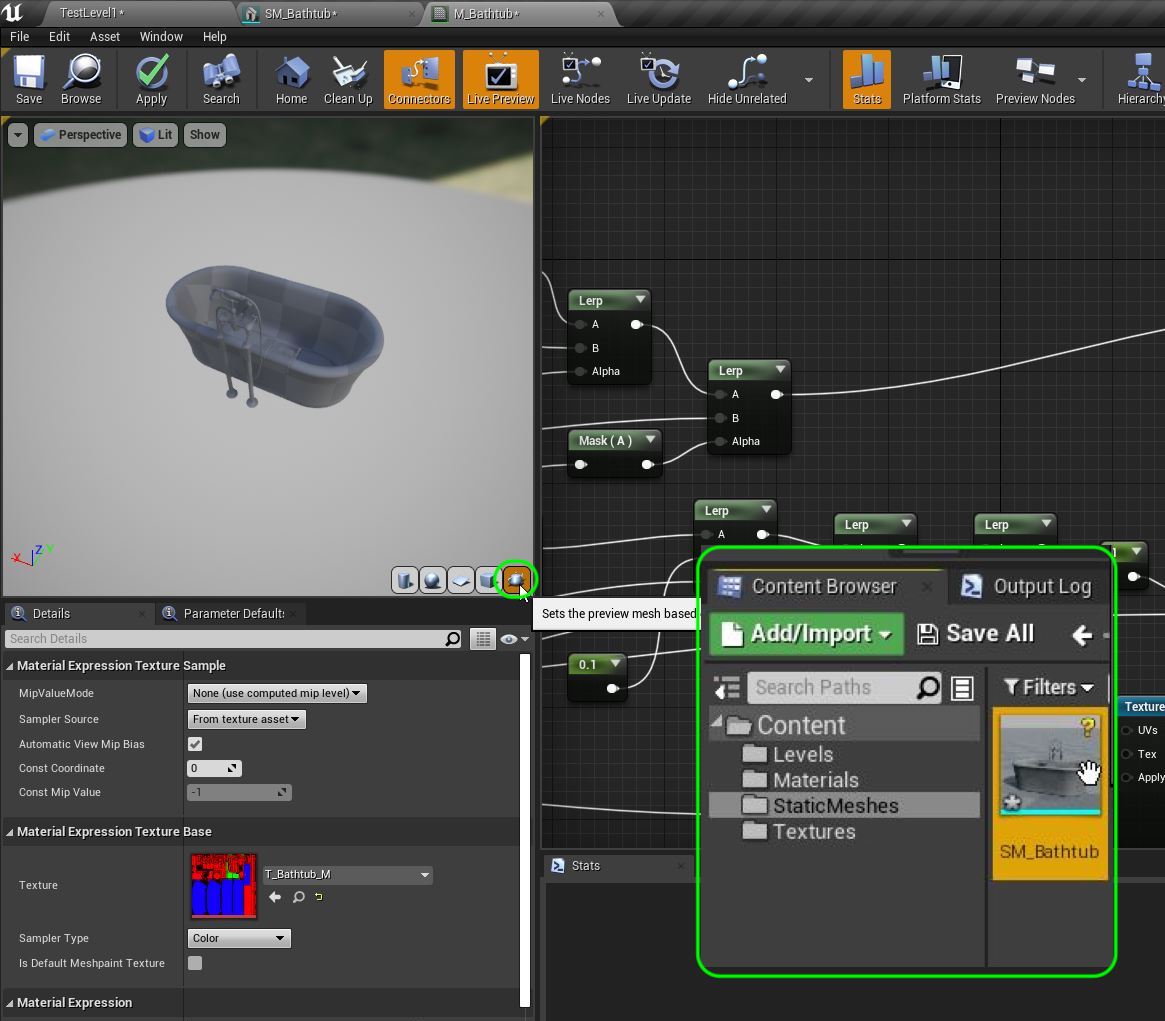 TestLevel1*
SM_Bathtub*
M_Bathtub*
File Edit Asset Window Help
Save Browse Apply Search Home Clean Up Connectors Live Preview Live Nodes Live Update Hide Unrelated Stats Platform Stats Preview Nodes Hierarchy
Perspective Lit Show
Lerp
A
B
Alpha
Lerp
A
B
Alpha
Mask ( A )
Lerp
A
Lerp
Lerp
X
Z
Y
Sets the preview mesh based
Details
Parameter Default
Search Details
Material Expression Texture Sample
MipValueMode None (use computed mip level)
Sampler Source From texture asset
Automatic View Mip Bias
Const Coordinate 0
Const Mip Value -1
Material Expression Texture Base
Texture T_Bathtub_M
Sampler Type Color
Is Default Meshpaint Texture
Material Expression
0.1
Stats
Content Browser
Output Log
Add/Import Save All
Search Paths
Filters
Content
Levels
Materials
StaticMeshes
Textures
SM_Bathtub
Texture
UVs
Tex
Apply